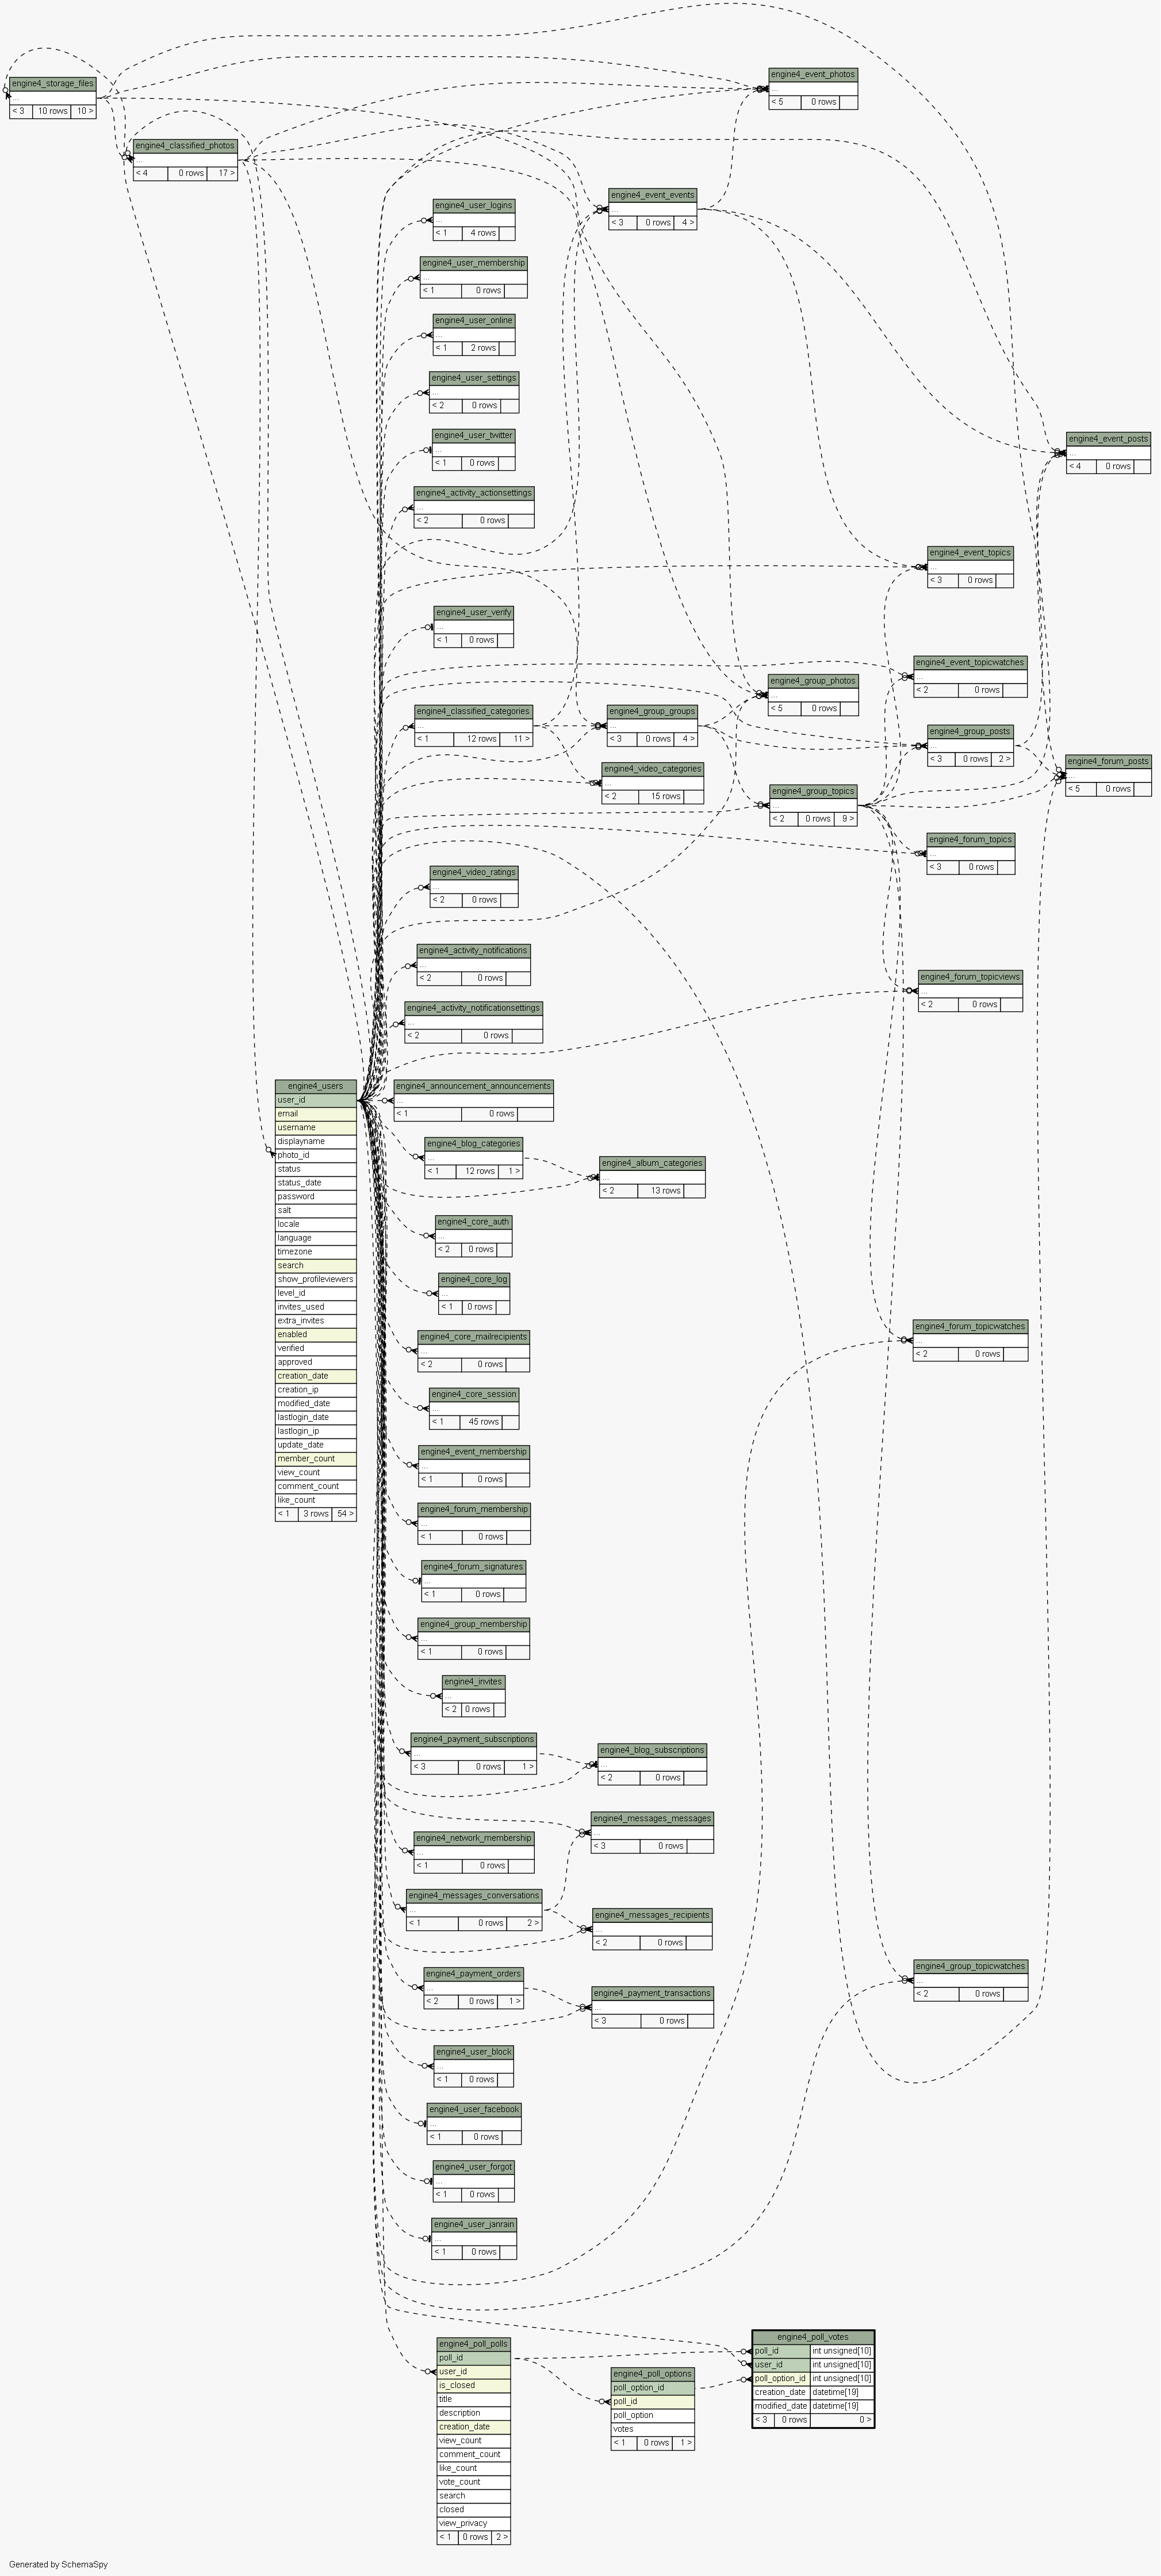 engine4_storage_files
...
< 3 10 rows 10 >
engine4_event_photos
...
< 5 0 rows
engine4_classified_photos
...
< 4 0 rows 17 >
engine4_event_events
...
< 3 0 rows 4 >
engine4_user_logins
...
< 1 4 rows
engine4_user_membership
...
< 1 0 rows
engine4_user_online
...
< 1 2 rows
engine4_user_settings
...
< 2 0 rows
engine4_user_twitter
...
< 1 0 rows
engine4_event_posts
...
< 4 0 rows
engine4_activity_actionsettings
...
< 2 0 rows
engine4_event_topics
...
< 3 0 rows
engine4_user_verify
...
< 1 0 rows
engine4_event_topicwatches
...
< 2 0 rows
engine4_group_photos
...
< 5 0 rows
engine4_classified_categories
...
< 1 12 rows 11 >
engine4_group_groups
...
< 3 0 rows 4 >
engine4_group_posts
...
< 3 0 rows 2 >
engine4_forum_posts
...
< 5 0 rows
engine4_video_categories
...
< 2 15 rows
engine4_group_topics
...
< 2 0 rows 9 >
engine4_forum_topics
...
< 3 0 rows
engine4_video_ratings
...
< 2 0 rows
engine4_activity_notifications
...
< 2 0 rows
engine4_forum_topicviews
...
< 2 0 rows
engine4_activity_notificationsettings
...
< 2 0 rows
engine4_users
user_id
email
username
displayname
photo_id
status
status_date
password
salt
locale
language
timezone
search
show_profileviewers
level_id
invites_used
extra_invites
enabled
verified
approved
creation_date
creation_ip
modified_date
lastlogin_date
lastlogin_ip
update_date
member_count
view_count
comment_count
like_count
< 1 3 rows 54 >
engine4_announcement_announcements
...
< 1 0 rows
engine4_blog_categories
...
< 1 12 rows 1 >
engine4_album_categories
...
< 2 13 rows
engine4_core_auth
...
< 2 0 rows
engine4_core_log
...
< 1 0 rows
engine4_forum_topicwatches
...
< 2 0 rows
engine4_core_mailrecipients
...
< 2 0 rows
engine4_core_session
...
< 1 45 rows
engine4_event_membership
...
< 1 0 rows
engine4_forum_membership
...
< 1 0 rows
engine4_forum_signatures
...
< 1 0 rows
engine4_group_membership
...
< 1 0 rows
engine4_invites
...
< 2 0 rows
engine4_payment_subscriptions
...
< 3 0 rows 1 >
engine4_blog_subscriptions
...
< 2 0 rows
engine4_messages_messages
...
< 3 0 rows
engine4_network_membership
...
< 1 0 rows
engine4_messages_conversations
...
< 1 0 rows 2 >
engine4_messages_recipients
...
< 2 0 rows
engine4_group_topicwatches
...
< 2 0 rows
engine4_payment_orders
...
< 2 0 rows 1 >
engine4_payment_transactions
...
< 3 0 rows
engine4_user_block
...
< 1 0 rows
engine4_user_facebook
...
< 1 0 rows
engine4_user_forgot
...
< 1 0 rows
engine4_user_janrain
...
< 1 0 rows
engine4_poll_polls
poll_id
user_id
is_closed
title
description
creation_date
view_count
comment_count
like_count
vote_count
search
closed
view_privacy
< 1 0 rows 2 >
engine4_poll_options
poll_option_id
poll_id
poll_option
votes
< 1 0 rows 1 >
engine4_poll_votes
poll_id int unsigned[10]
user_id int unsigned[10]
poll_option_id int unsigned[10]
creation_date datetime[19]
modified_date datetime[19]
< 3 0 rows 0 >
Generated by SchemaSpy